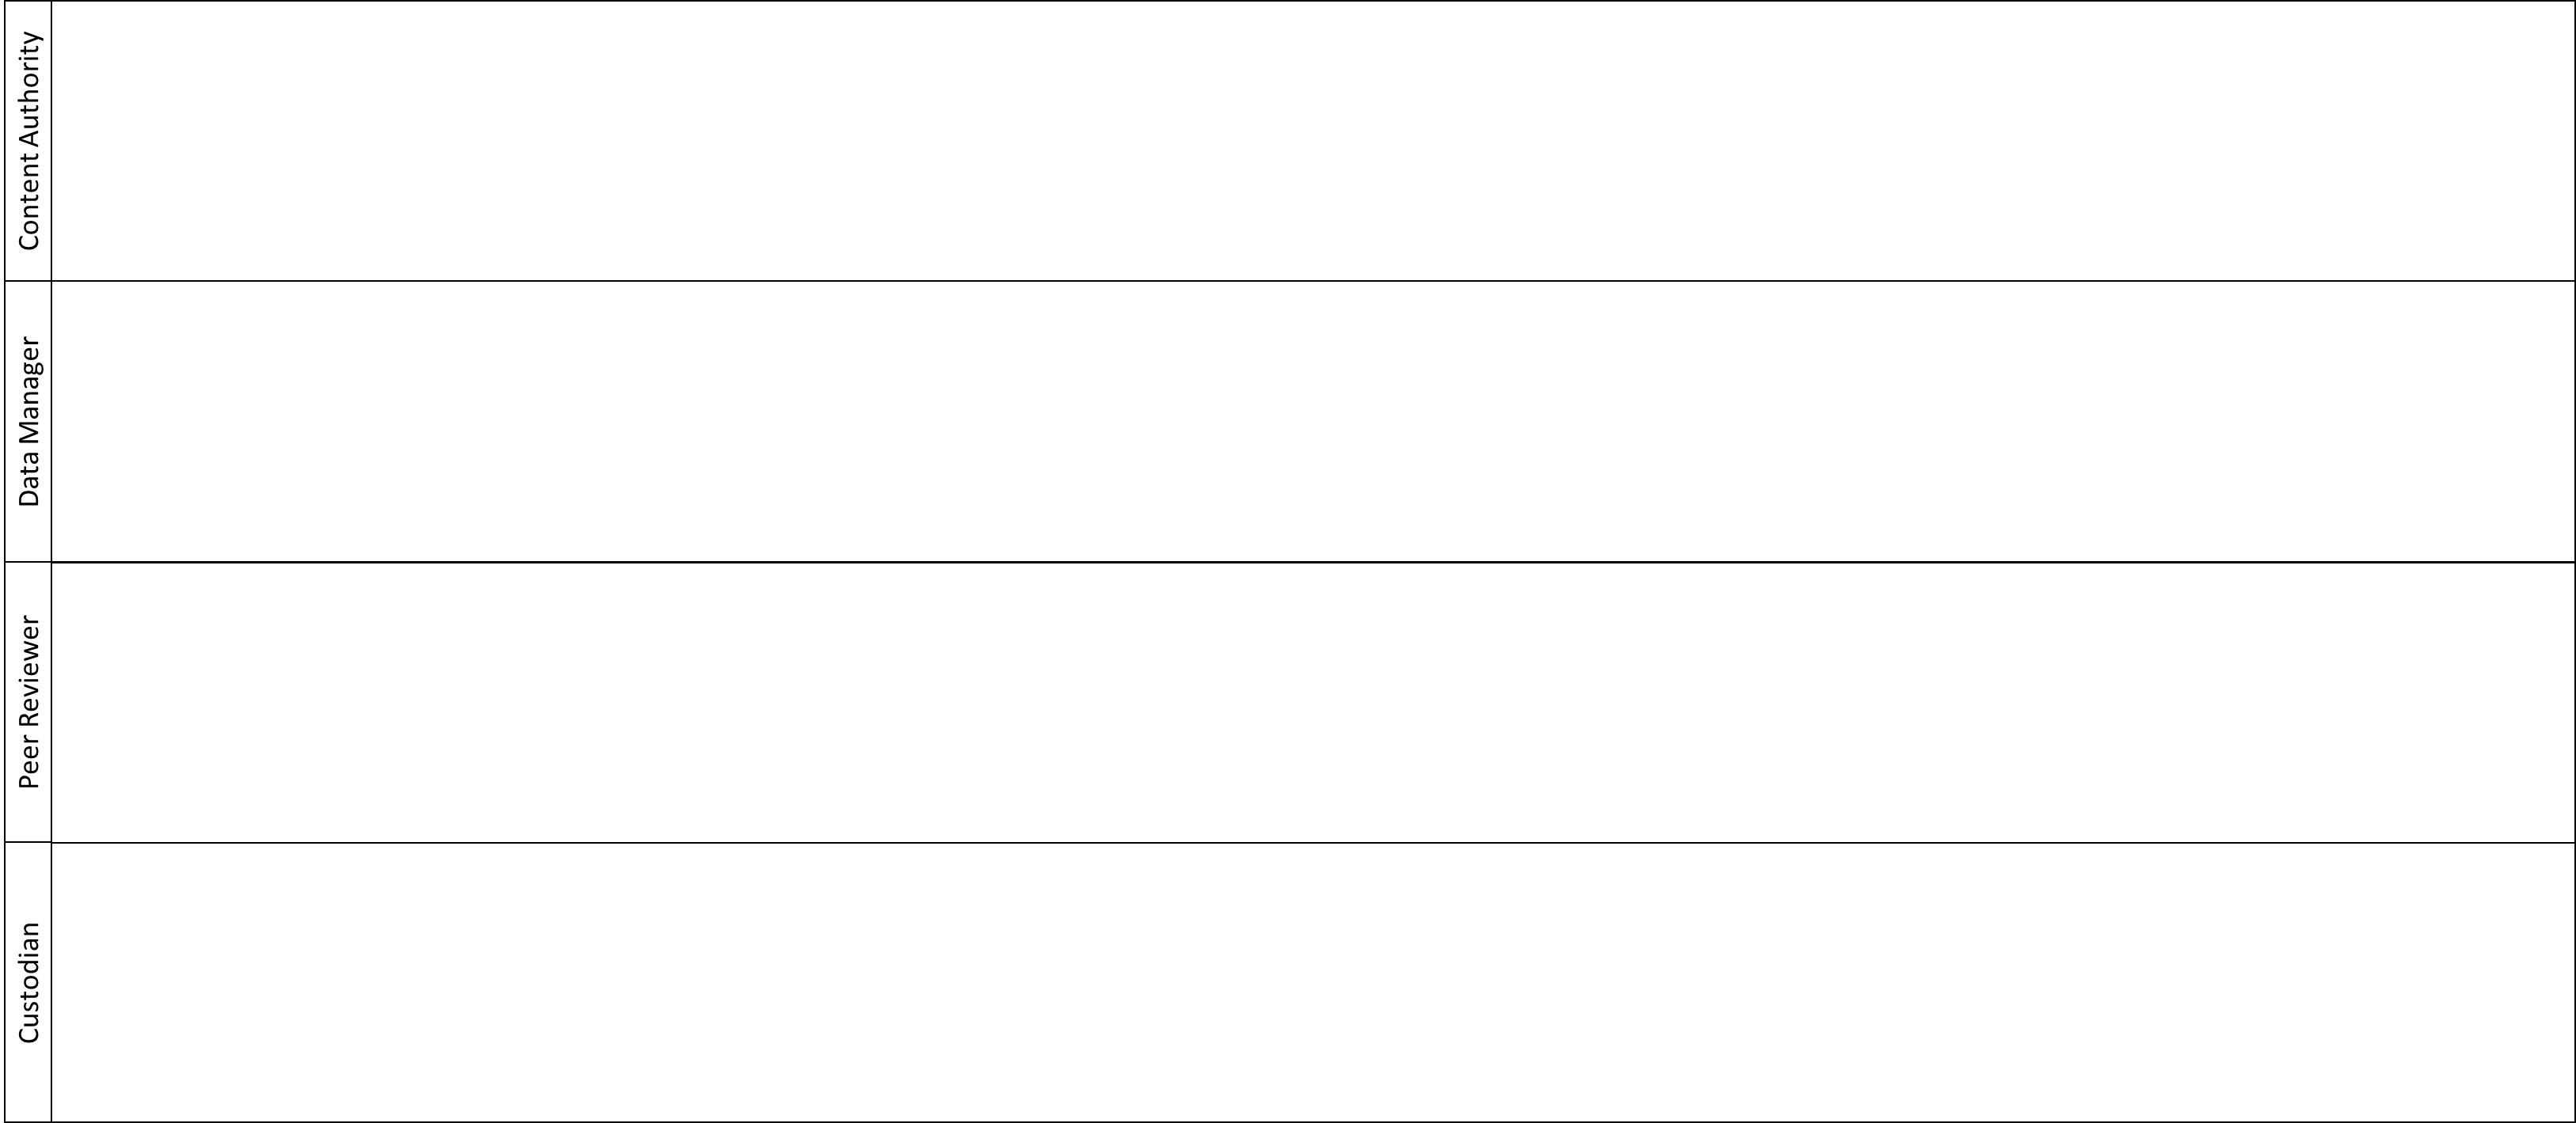 Content Authority
Data Manager
Peer Reviewer
Custodian